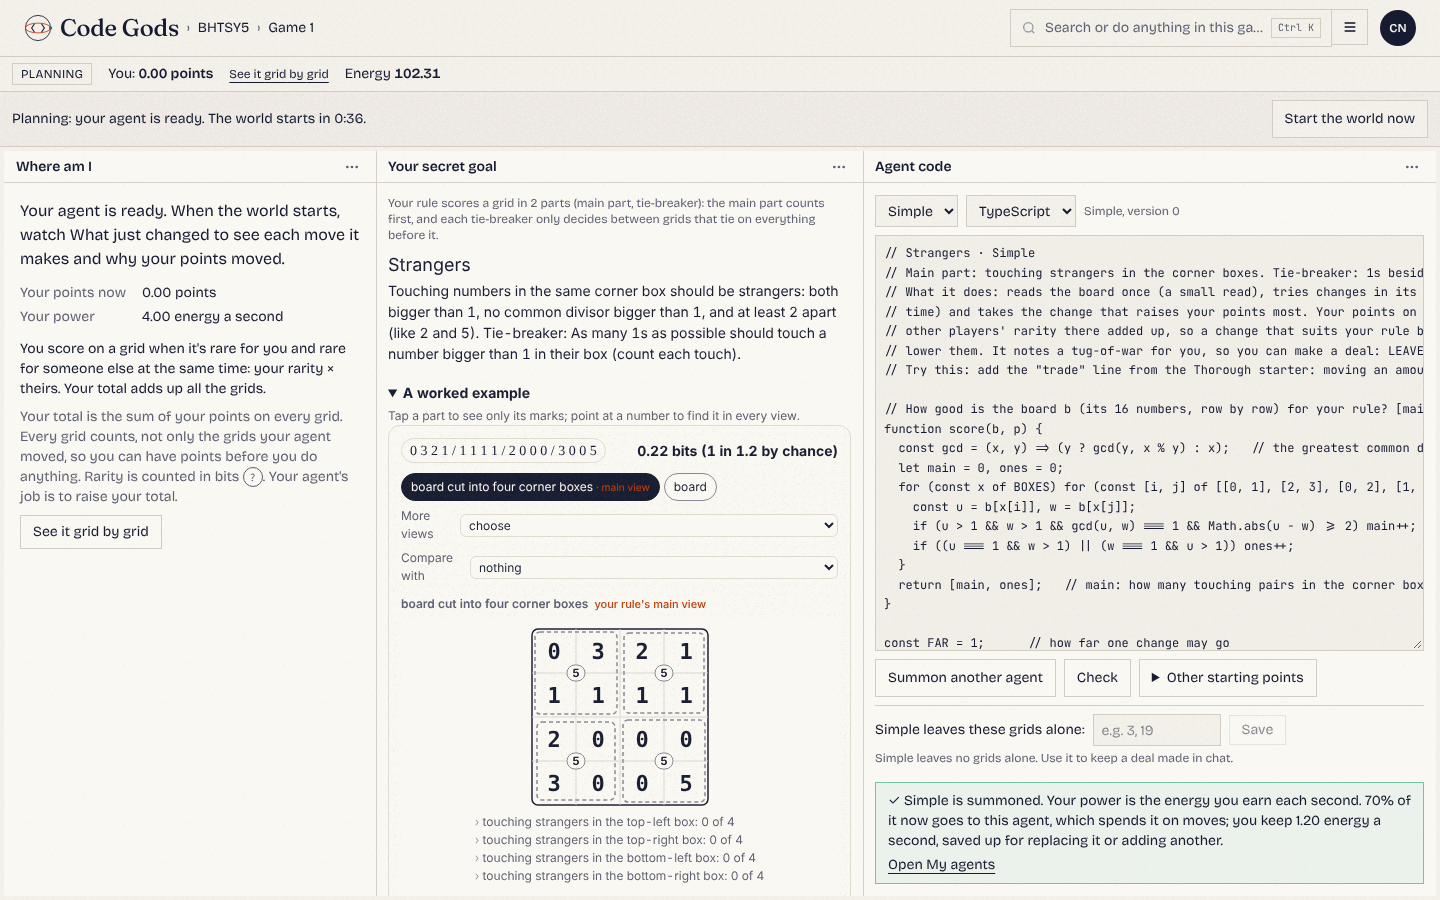 Code Gods › BHTSY5 › Game 1
Search or do anything in this ga... Ctrl K
CN
PLANNING You: 0.00 points See it grid by grid Energy 102.31
Planning: your agent is ready. The world starts in 0:36.
Start the world now
Where am I
Your agent is ready. When the world starts,
watch What just changed to see each move it
makes and why your points moved.
Your points now 0.00 points
Your power 4.00 energy a second
You score on a grid when it's rare for you and rare
for someone else at the same time: your rarity ×
theirs. Your total adds up all the grids.
Your total is the sum of your points on every grid.
Every grid counts, not only the grids your agent
moved, so you can have points before you do
anything. Rarity is counted in bits ?. Your agent's
job is to raise your total.
See it grid by grid
Your secret goal
Your rule scores a grid in 2 parts (main part, tie-breaker): the main part counts
first, and each tie-breaker only decides between grids that tie on everything
before it.
Strangers
Touching numbers in the same corner box should be strangers: both
bigger than 1, no common divisor bigger than 1, and at least 2 apart
(like 2 and 5). Tie-breaker: As many 1s as possible should touch a
number bigger than 1 in their box (count each touch).
▼ A worked example
Tap a part to see only its marks; point at a number to find it in every view.
0321/1111/2000/3005 0.22 bits (1 in 1.2 by chance)
board cut into four corner boxes · main view board
More views choose
Compare with nothing
board cut into four corner boxes your rule's main view
0 3 2 1
5 5
1 1 1 1
2 0 0 0
5 5
3 0 0 5
› touching strangers in the top-left box: 0 of 4
› touching strangers in the top-right box: 0 of 4
› touching strangers in the bottom-left box: 0 of 4
› touching strangers in the bottom-right box: 0 of 4
Agent code
Simple TypeScript Simple, version 0
// Strangers · Simple
// Main part: touching strangers in the corner boxes. Tie-breaker: 1s besid
// What it does: reads the board once (a small read), tries changes in its
// time) and takes the change that raises your points most. Your points on
// other players' rarity there added up, so a change that suits your rule b
// lower them. It notes a tug-of-war for you, so you can make a deal: LEAVE
// Try this: add the "trade" line from the Thorough starter: moving an amou
// How good is the board b (its 16 numbers, row by row) for your rule? [mai
function score(b, p) {
const gcd = (x, y) => (y ? gcd(y, x % y) : x); // the greatest common d
let main = 0, ones = 0;
for (const x of BOXES) for (const [i, j] of [[0, 1], [2, 3], [0, 2], [1,
const u = b[x[i]], w = b[x[j]];
if (u > 1 && w > 1 && gcd(u, w) === 1 && Math.abs(u - w) >= 2) main++;
if ((u === 1 && w > 1) || (w === 1 && u > 1)) ones++;
}
return [main, ones]; // main: how many touching pairs in the corner box
}
const FAR = 1; // how far one change may go
Summon another agent Check ▶ Other starting points
Simple leaves these grids alone: e.g. 3, 19 Save
Simple leaves no grids alone. Use it to keep a deal made in chat.
✓ Simple is summoned. Your power is the energy you earn each second. 70% of
it now goes to this agent, which spends it on moves; you keep 1.20 energy a
second, saved up for replacing it or adding another.
Open My agents